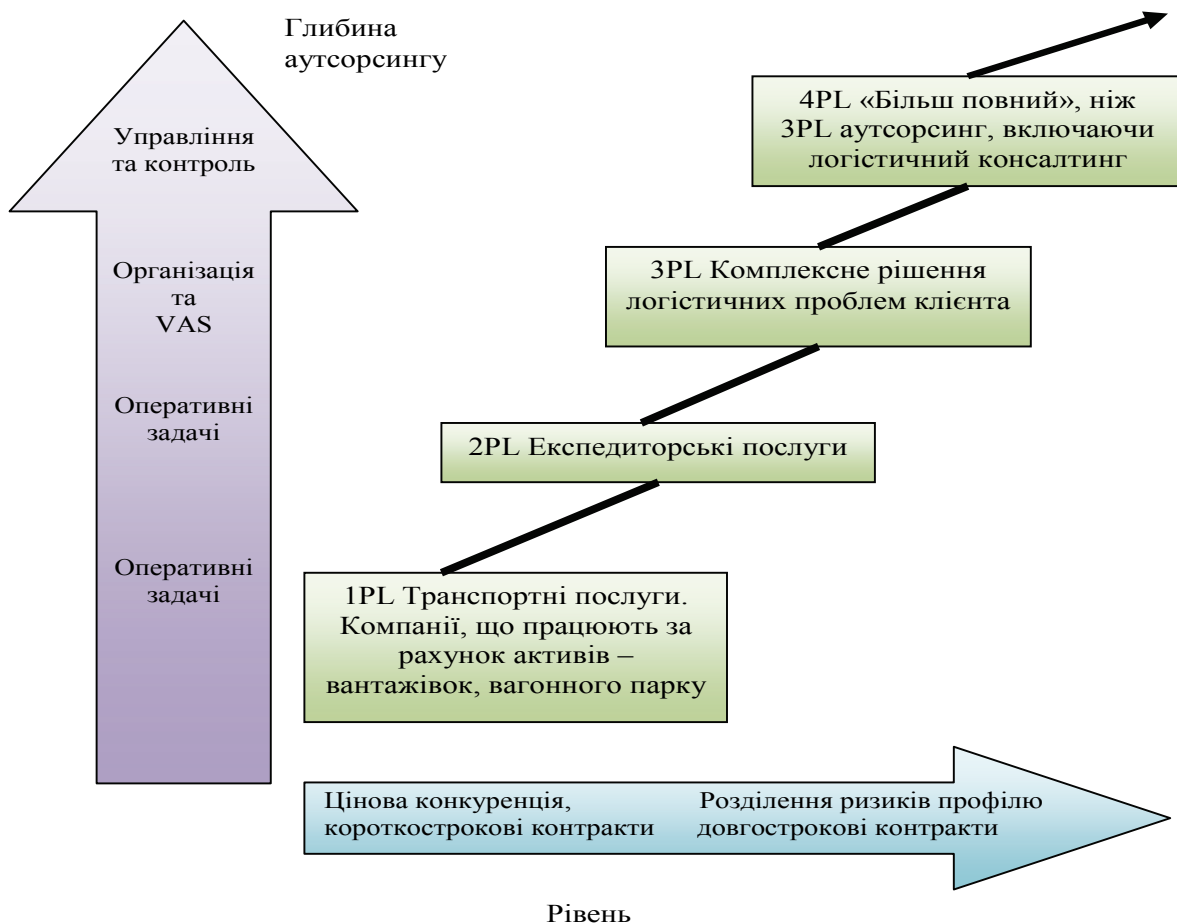 Глибина
аутсорсингу
Управління
та контроль
Організація
та
VAS
Оперативні
задачі
Оперативні
задачі
4PL «Більш повний», ніж
3PL аутсорсинг, включаючи
логістичний консалтинг
3PL Комплексне рішення
логістичних проблем клієнта
2PL Експедиторські послуги
1PL Транспортні послуги.
Компанії, що працюють за
рахунок активів –
вантажівок, вагонного парку
Цінова конкуренція,
короткострокові контракти
Розділення ризиків профілю
довгострокові контракти
Рівень